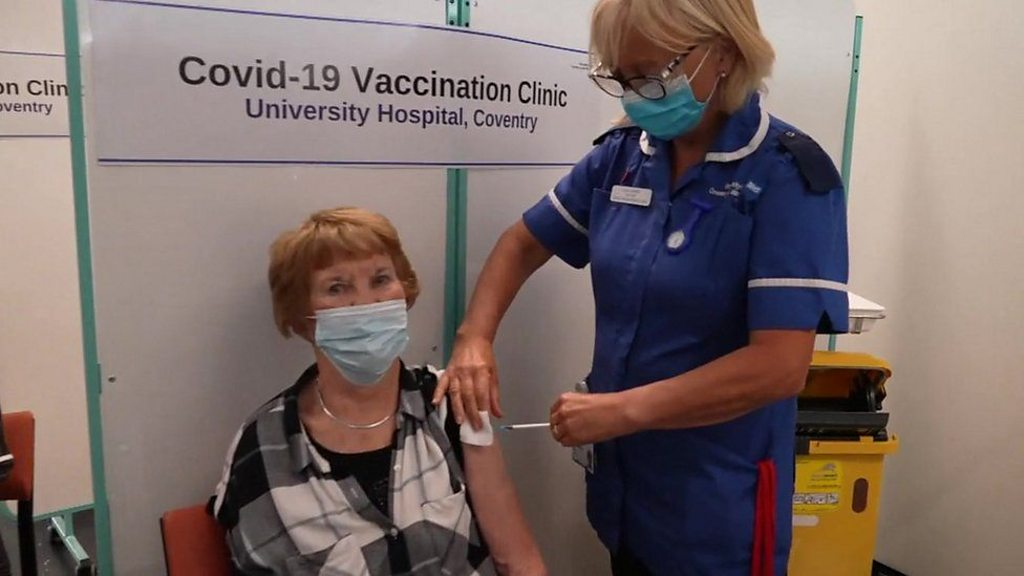 Covid-19 Vaccination Clinic
University Hospital, Coventry
on Clin
oventry